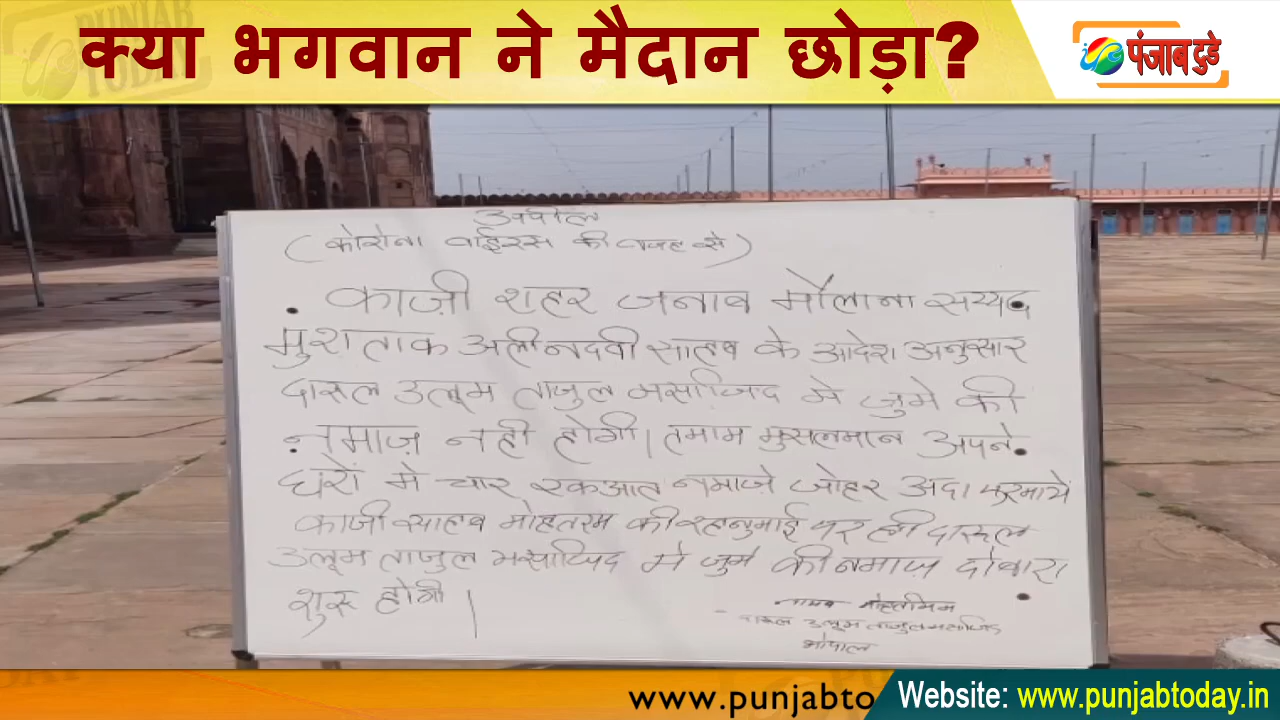 क्या भगवान ने मैदान छोड़ा?
पंजाब टुडे
अपील
(कोरोना वाईरस की वजह से)
काज़ी शहर जनाब मौलाना सय्यद
मुशताक अली नदवी साहब के आदेश अनुसार
दारुल उलूम ताजुल मसाजिद मे जुमे की
नमाज़ नही होगी। तमाम मुसलमान अपने
घरों मे चार रकआत नमाजे जोहर अदा फरमाये
काजी साहब मोहतरम की रहनुमाई पर ही दारूल
उलूम ताजुल मसाजिद मे जुमे की नमाज़ दोबारा
शुरू होगी।
नायब मोहतमिम
दारूल उलूम ताजुल मसाजिद
भोपाल
www.punjabto
Website: www.punjabtoday.in